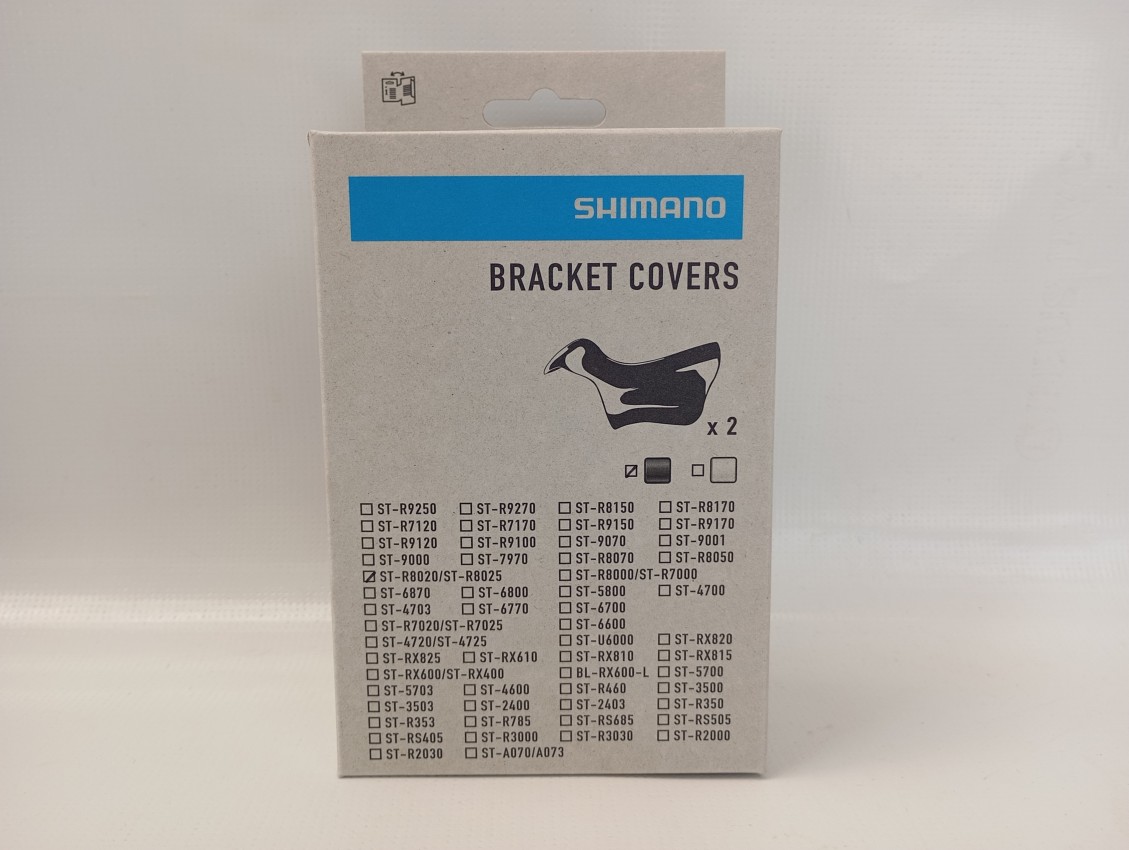 SHIMANO
BRACKET COVERS
x 2
☐ ST-R9250 ☐ ST-R9270 ☐ ST-R8150 ☐ ST-R8170
☐ ST-R7120 ☐ ST-R7170 ☐ ST-R9150 ☐ ST-R9170
☐ ST-R9120 ☐ ST-R9100 ☐ ST-9070 ☐ ST-9001
☐ ST-9000 ☐ ST-7970 ☐ ST-R8070 ☐ ST-R8050
☑ ST-R8020/ST-R8025 ☐ ST-R8000/ST-R7000
☐ ST-6870 ☐ ST-6800 ☐ ST-5800 ☐ ST-4700
☐ ST-4703 ☐ ST-6770 ☐ ST-6700
☐ ST-R7020/ST-R7025 ☐ ST-6600
☐ ST-4720/ST-4725 ☐ ST-U6000 ☐ ST-RX820
☐ ST-RX825 ☐ ST-RX610 ☐ ST-RX810 ☐ ST-RX815
☐ ST-RX600/ST-RX400 ☐ BL-RX600-L ☐ ST-5700
☐ ST-5703 ☐ ST-4600 ☐ ST-R460 ☐ ST-3500
☐ ST-3503 ☐ ST-2400 ☐ ST-2403 ☐ ST-R350
☐ ST-R353 ☐ ST-R785 ☐ ST-RS685 ☐ ST-RS505
☐ ST-RS405 ☐ ST-R3000 ☐ ST-R3030 ☐ ST-R2000
☐ ST-R2030 ☐ ST-A070/A073